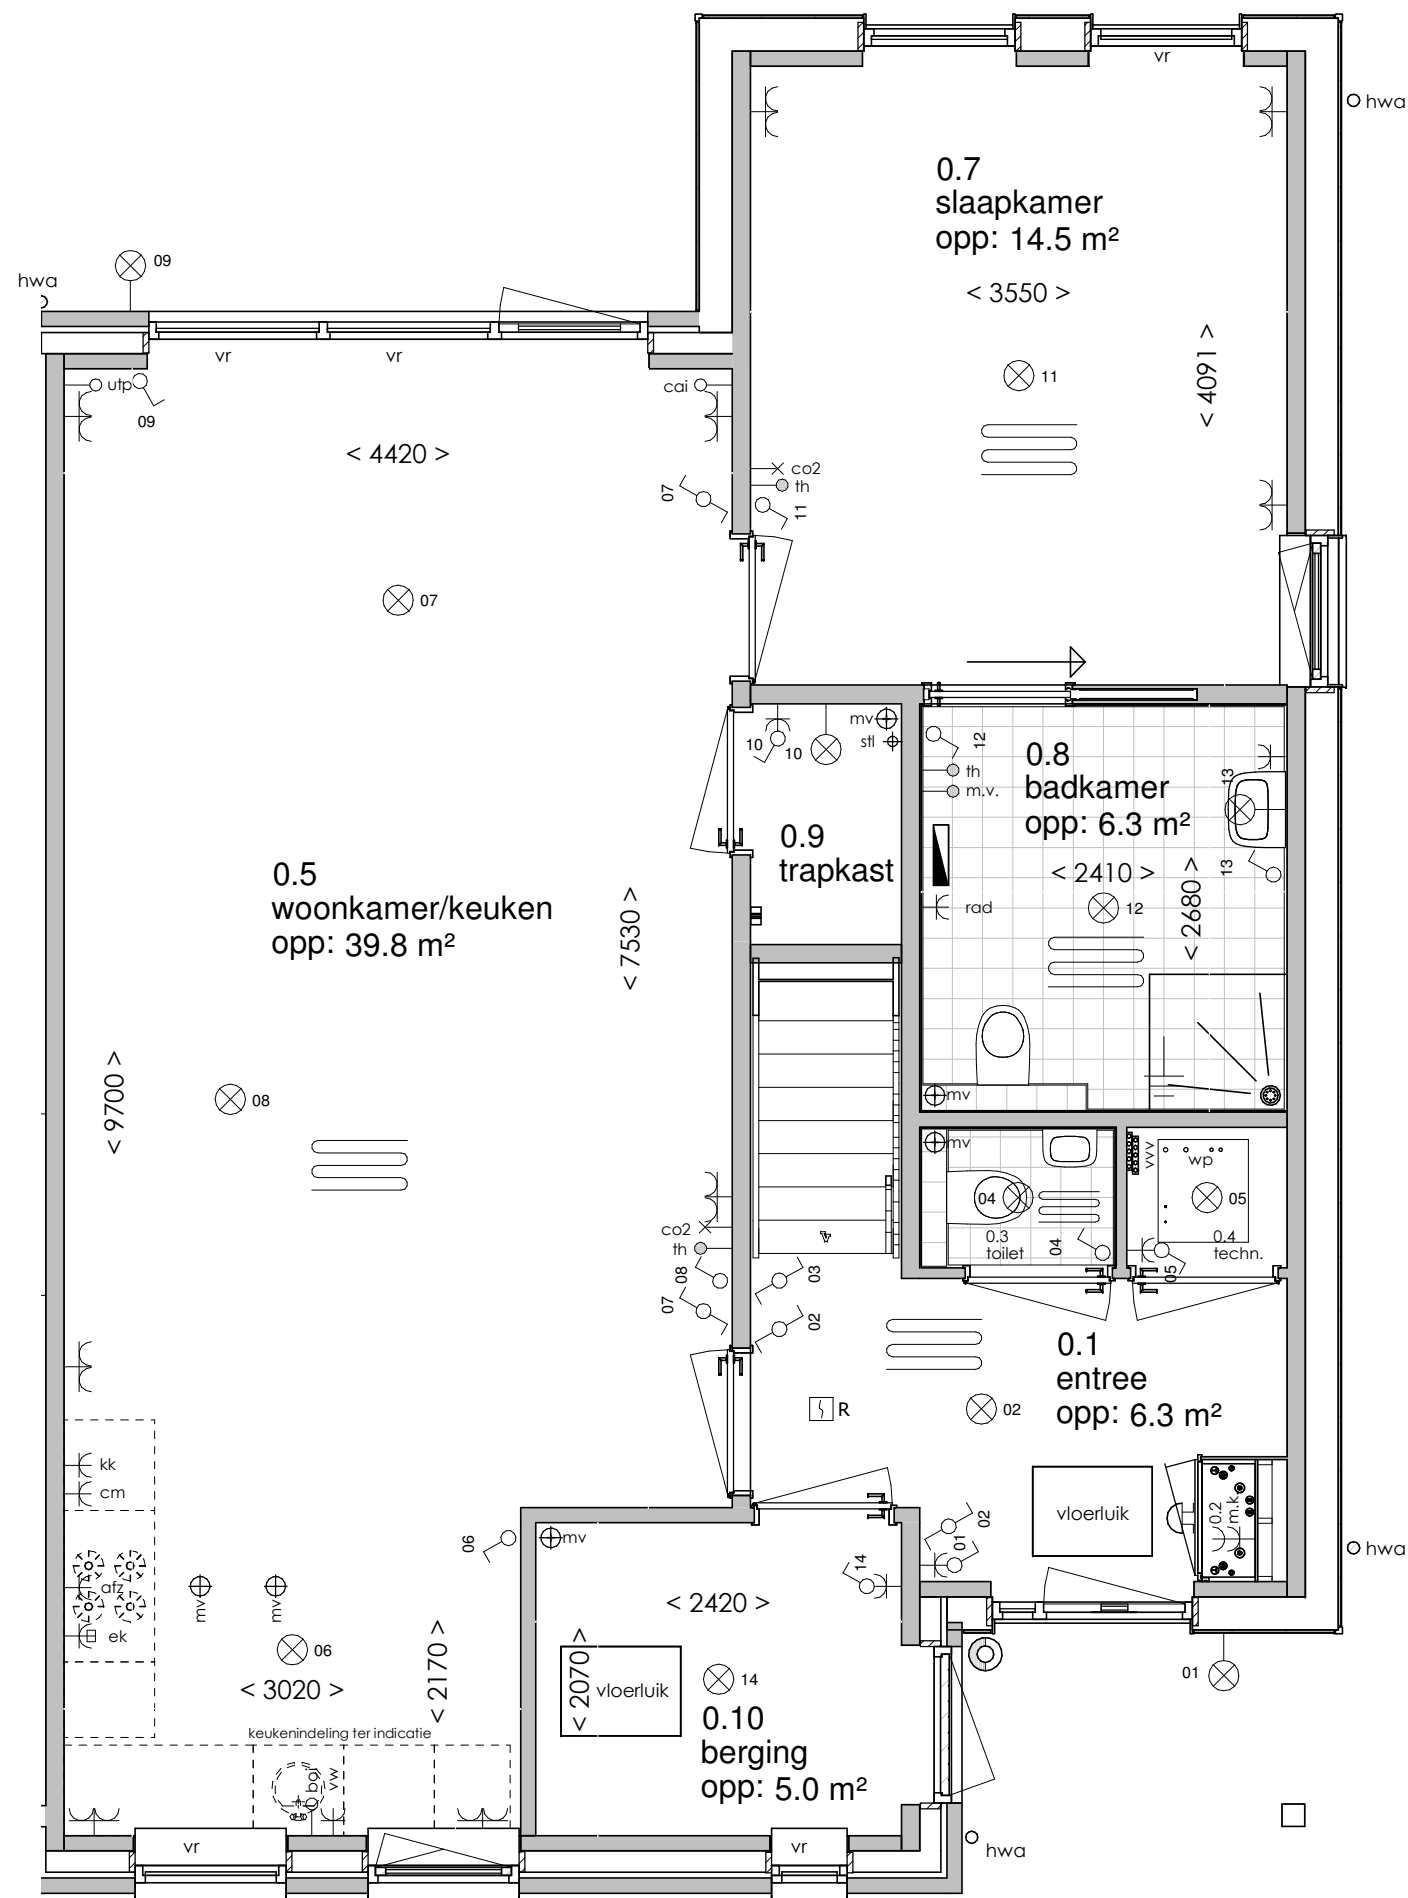 vr
hwa
0.7
slaapkamer
opp: 14.5 m²
< 3550 >
09
hwa
vr
vr
utp
09
cai
< 4420 >
11
< 4091 >
07
co2
th
11
07
10
10
mv
stl
12
th
m.v.
0.8
badkamer
opp: 6.3 m²
13
13
< 2410 >
12
< 2680 >
rad
0.9
trapkast
0.5
woonkamer/keuken
opp: 39.8 m²
< 7530 >
< 9700 >
08
mv
mv
04
0.3
toilet
04
vvv
wp
05
0.4
techn.
05
co2
th
08
07
03
02
0.1
entree
opp: 6.3 m²
R
02
kk
cm
afz
ek
mv
mv
06
06
< 3020 >
< 2170 >
keukenindeling ter indicatie
boi
vw
mv
14
< 2420 >
< 2070 >
vloerluik
14
0.10
berging
opp: 5.0 m²
02
01
vloerluik
0.2
m.k
hwa
01
vr
vr
hwa